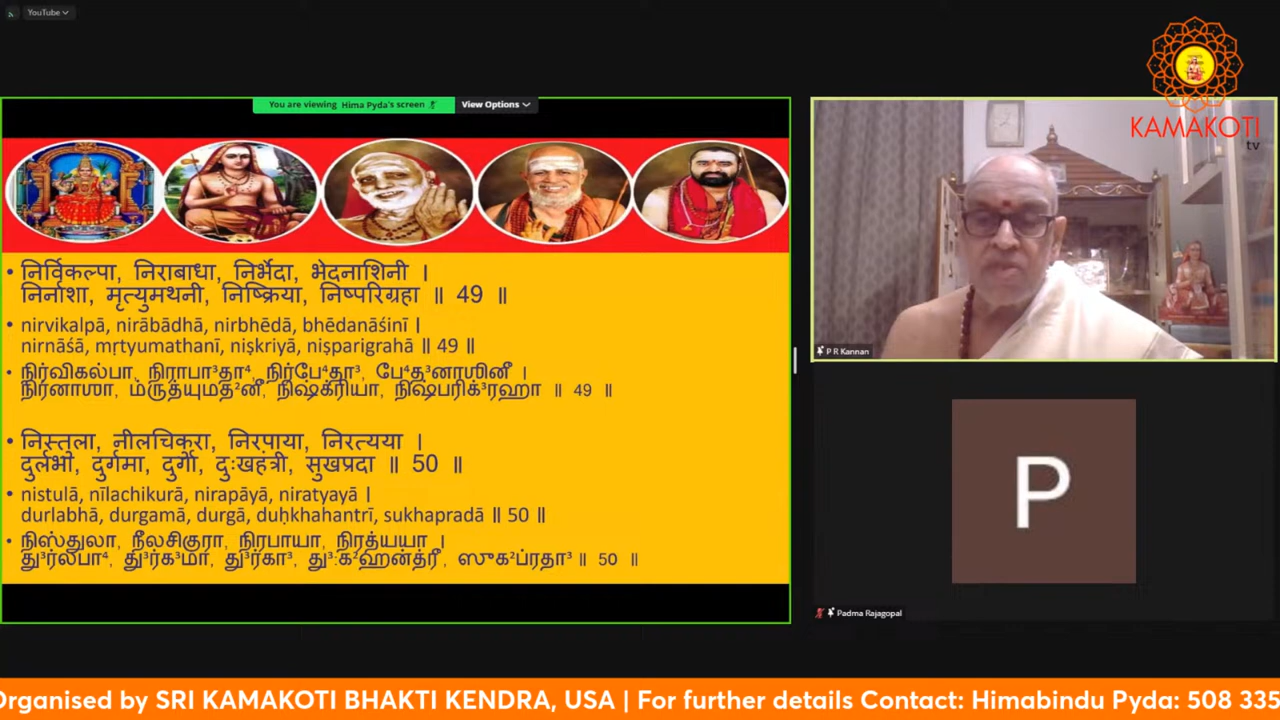 YouTube
You are viewing Hima Pyda's screen
View Options
KAMAKOTI
tv
• निर्विकल्पा, निराबाधा, निर्भेदा, भेदनाशिनी ।
निर्नाशा, मृत्युमथनी, निष्क्रिया, निष्परिग्रहा ॥ 49 ॥
• nirvikalpā, nirābādhā, nirbhēdā, bhēdanāśinī |
nirnāśā, mṛtyumathanī, niṣkriyā, niṣparigrahā ॥ 49 ॥
• நிர்விகல்பா, நிராபா³தா⁴, நிர்பே⁴தா³, பே⁴த³னாஶினீ ।
நிர்னாஶா, ம்ருத்யுமத²னீ, நிஷ்க்ரியா, நிஷ்பரிக்³ரஹா ॥ 49 ॥
• निस्तुला, नीलचिकुरा, निरपाया, निरत्यया ।
दुर्लभा, दुर्गमा, दुर्गा, दुःखहन्त्री, सुखप्रदा ॥ 50 ॥
• nistulā, nīlachikurā, nirapāyā, niratyayā |
durlabhā, durgamā, durgā, duḥkhahantrī, sukhapradā ॥ 50 ॥
• நிஸ்துலா, நீலசிகுரா, நிரபாயா, நிரத்யயா ।
து³ர்லபா⁴, து³ர்க³மா, து³ர்கா³, து³:க²ஹன்த்ரீ, ஸுக²ப்ரதா³ ॥ 50 ॥
P R Kannan
P
Padma Rajagopal
Organised by SRI KAMAKOTI BHAKTI KENDRA, USA | For further details Contact: Himabindu Pyda: 508 335